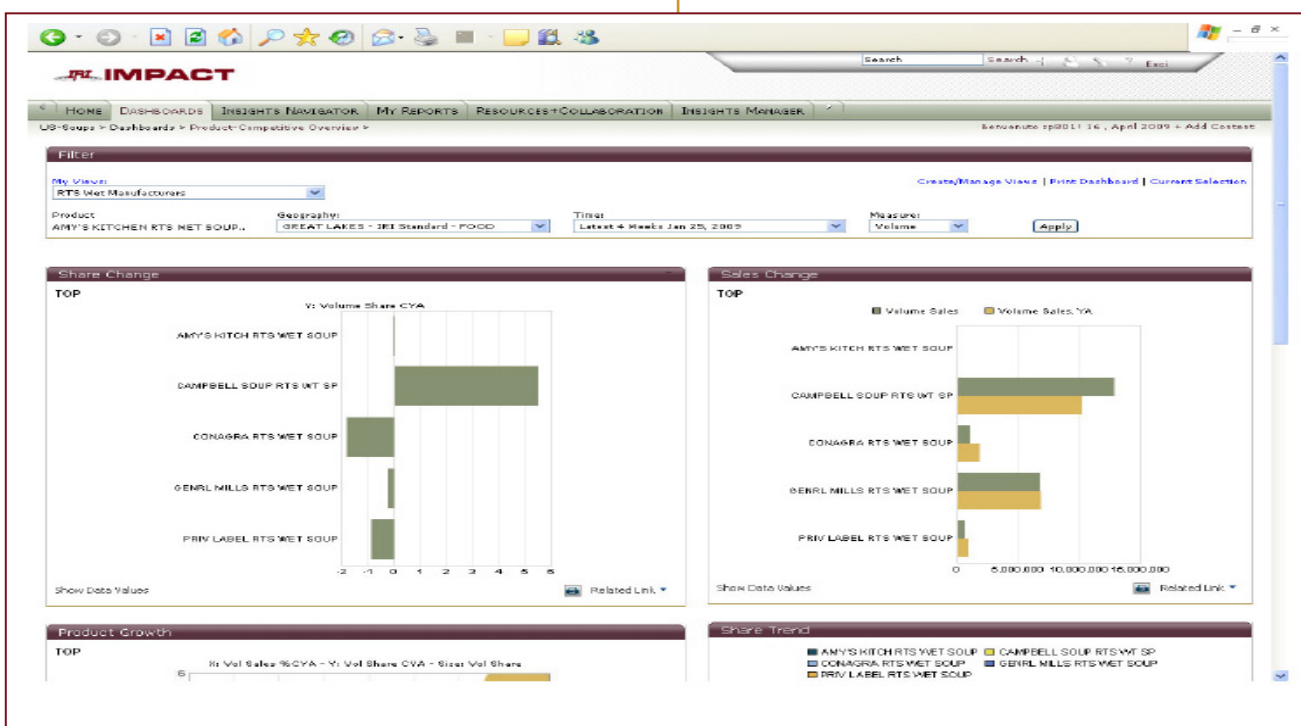 Search Search Exci
IRI IMPACT
HOME DASHBOARDS INSIGHTS NAVIGATOR MY REPORTS RESOURCES+COLLABORATION INSIGHTS MANAGER
US-Soups > Dashboards > Product-Competitive Overview > Benvenuto sp801! 16, April 2009 + Add Contest
Filter
My Views: Create/Manage Views | Print Dashboard | Current Selection
RTS Wet Manufacturers
Product Geography: Time: Measure:
AMY'S KITCHEN RTS WET SOUP.. GREAT LAKES - IRI Standard - FOOD Latest 4 Weeks Jan 25, 2009 Volume Apply
Share Change
TOP
Y: Volume Share CYA
AMY'S KITCH RTS WET SOUP
CAMPBELL SOUP RTS WT SP
CONAGRA RTS WET SOUP
GENRL MILLS RTS WET SOUP
PRIV LABEL RTS WET SOUP
-2 -1 0 1 2 3 4 5 6
Show Data Values Related Link
Sales Change
TOP
Volume Sales Volume Sales, YA
AMY'S KITCH RTS WET SOUP
CAMPBELL SOUP RTS WT SP
CONAGRA RTS WET SOUP
GENRL MILLS RTS WET SOUP
PRIV LABEL RTS WET SOUP
0 5,000,000 10,000,000 15,000,000
Show Data Values Related Link
Product Growth
TOP
X: Vol Sales %CYA - Y: Vol Share CYA - Size: Vol Share
6
Share Trend
AMY'S KITCH RTS WET SOUP CAMPBELL SOUP RTS WT SP
CONAGRA RTS WET SOUP GENRL MILLS RTS WET SOUP
PRIV LABEL RTS WET SOUP